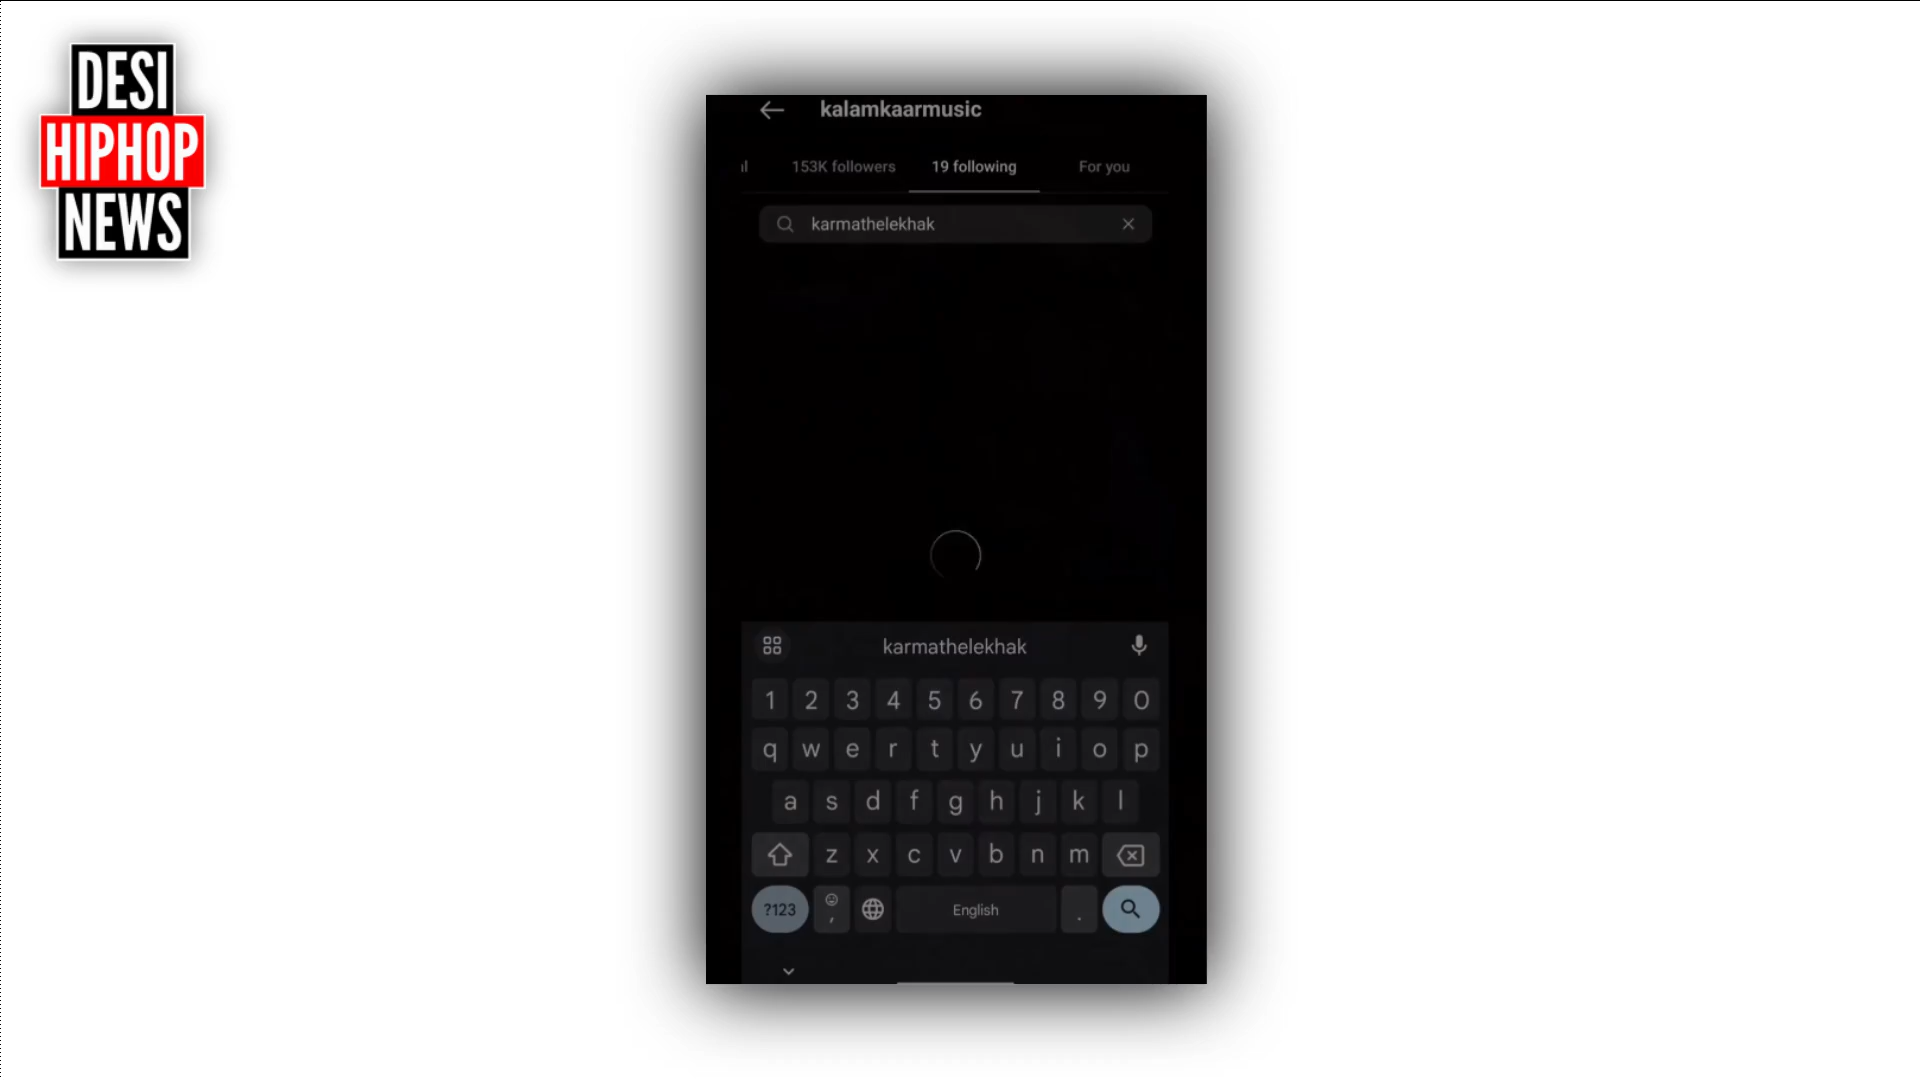 DESI
HIPHOP
NEWS
kalamkaarmusic
153K followers
19 following
For you
karmathelekhak
karmathelekhak
1 2 3 4 5 6 7 8 9 0
q w e r t y u i o p
a s d f g h j k l
z x c v b n m
?123 , English .